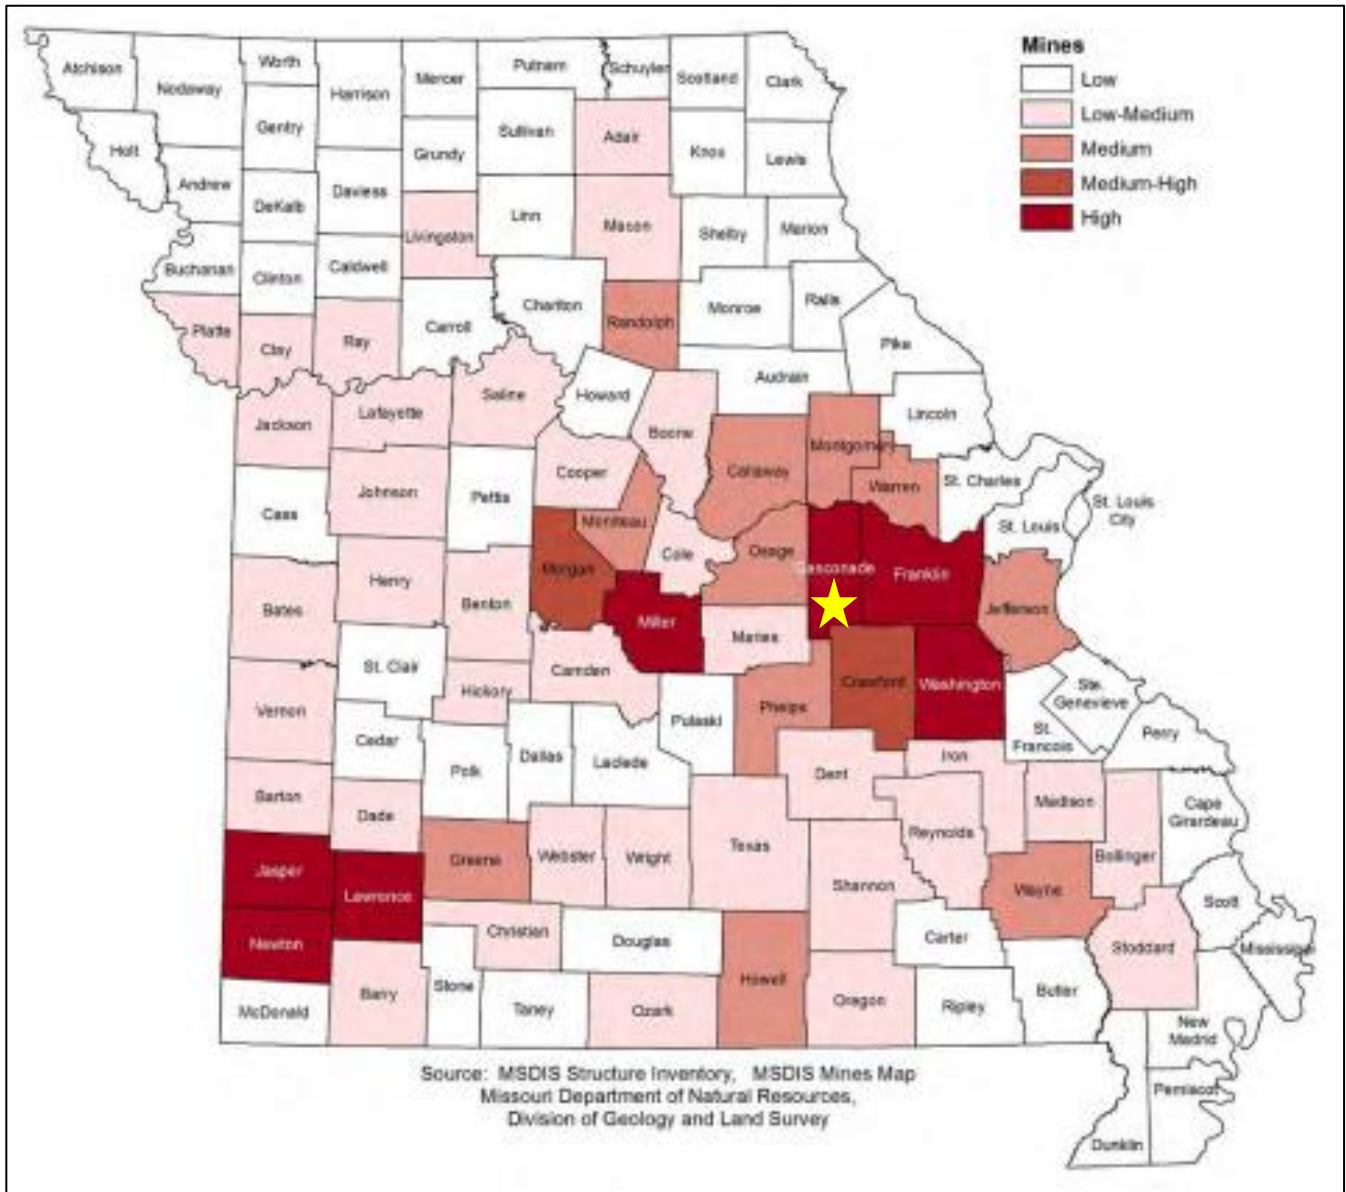 Mines
Low
Low-Medium
Medium
Medium-High
High
Atchison
Nodaway
Worth
Harrison
Mercer
Putnam
Schuyler
Scotland
Clark
Gentry
Sullivan
Adair
Holt
Grundy
Knox
Lewis
Andrew
DeKalb
Daviess
Linn
Macon
Shelby
Marion
Livingston
Buchanan
Clinton
Caldwell
Chariton
Monroe
Ralls
Randolph
Platte
Clay
Ray
Carroll
Pike
Audrain
Saline
Howard
Lincoln
Jackson
Lafayette
Boone
Montgomery
Cooper
Callaway
Warren
St. Charles
Johnson
Pettis
St. Louis
City
Cass
Moniteau
St. Louis
Cole
Osage
Morgan
Gasconade
Franklin
Henry
Benton
Bates
Miller
Maries
Jefferson
St. Clair
Camden
Crawford
Washington
Hickory
Ste.
Genevieve
Vernon
Phelps
Pulaski
St.
Francois
Perry
Cedar
Polk
Dallas
Laclede
Dent
Iron
Barton
Dade
Madison
Cape
Girardeau
Reynolds
Texas
Greene
Webster
Wright
Bollinger
Jasper
Lawrence
Shannon
Wayne
Scott
Newton
Christian
Douglas
Carter
Stoddard
Mississippi
Howell
Barry
Stone
Taney
Ozark
Oregon
Ripley
Butler
McDonald
New
Madrid
Pemiscot
Dunklin
Source: MSDIS Structure Inventory, MSDIS Mines Map
Missouri Department of Natural Resources,
Division of Geology and Land Survey